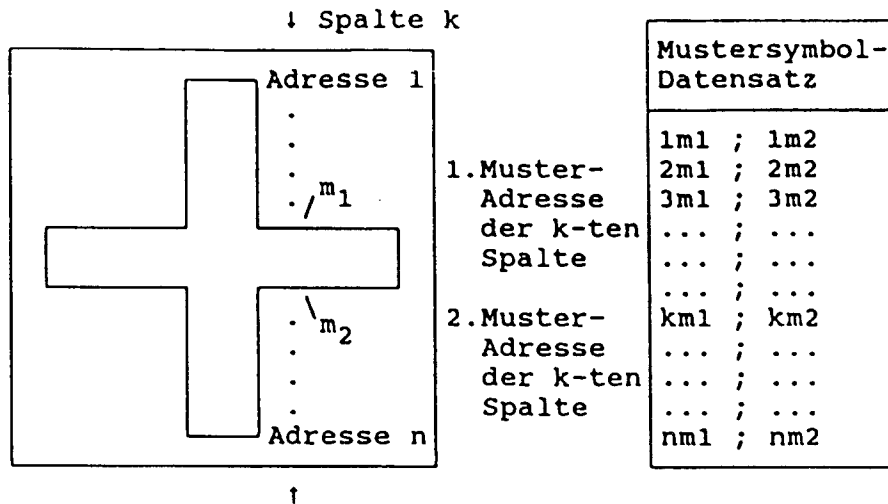 ↓ Spalte k
Adresse 1
.
.
.
.
m1
m2
.
.
.
.
Adresse n
↑
1.Muster-
Adresse
der k-ten
Spalte
2.Muster-
Adresse
der k-ten
Spalte
Mustersymbol-
Datensatz
1m1 ; 1m2
2m1 ; 2m2
3m1 ; 3m2
... ; ...
... ; ...
... ; ...
km1 ; km2
... ; ...
... ; ...
... ; ...
nm1 ; nm2